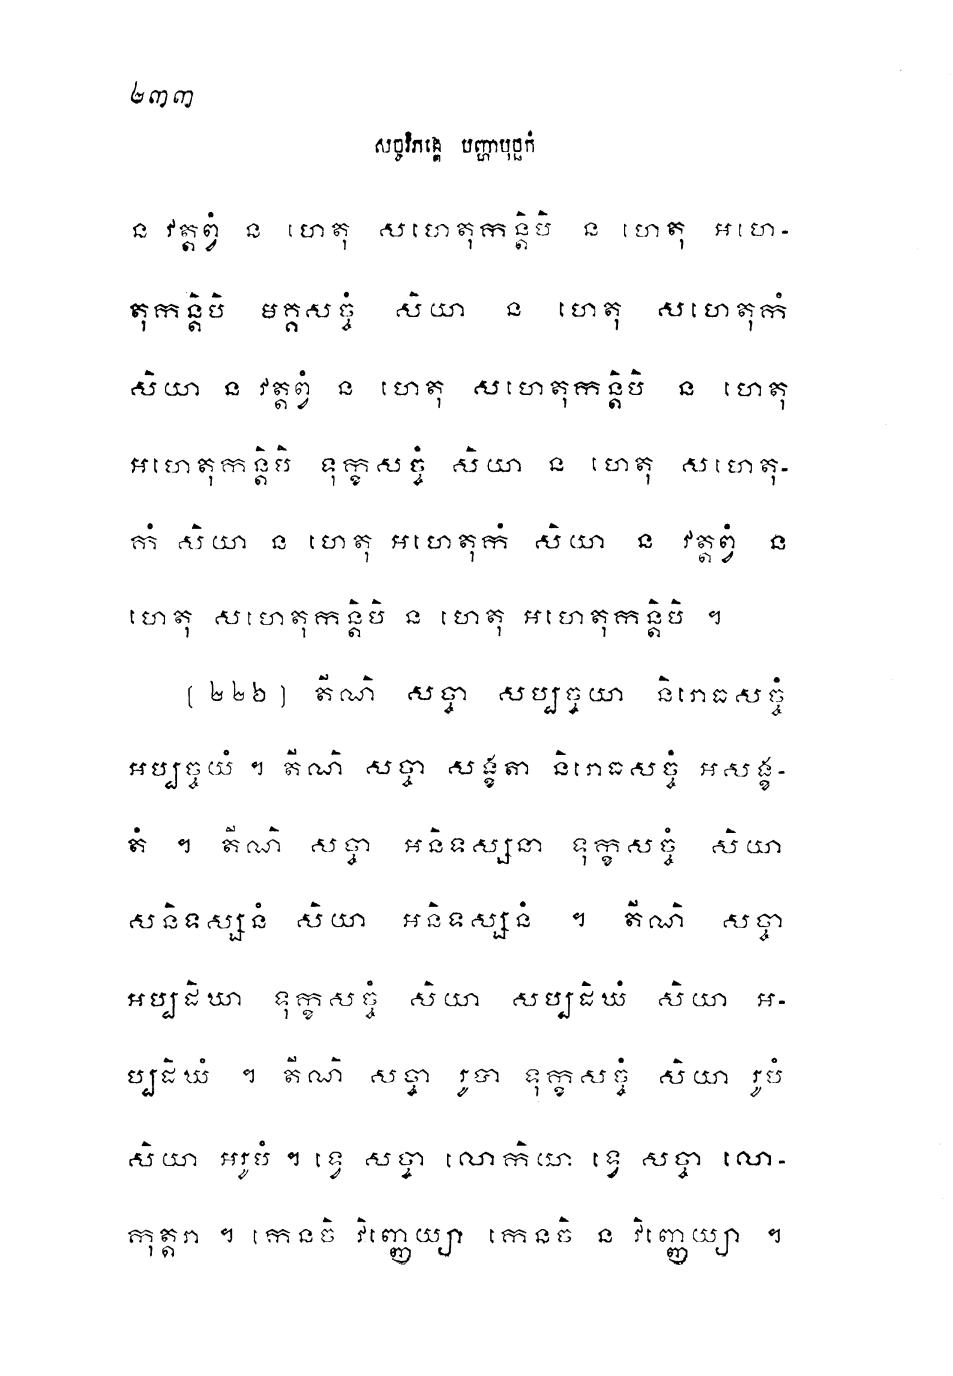 ២៣៣
សច្ចវិភង្គេ បញ្ហាបុច្ឆកំ
ន វត្តព្វំ ន ហេតុ សហេតុកន្តិបិ ន ហេតុ អហេ-
តុកន្តិបិ មគ្គសច្ចំ សិយា ន ហេតុ សហេតុកំ
សិយា ន វត្តព្វំ ន ហេតុ សហេតុកន្តិបិ ន ហេតុ
អហេតុកន្តិបិ ទុក្ខសច្ចំ សិយា ន ហេតុ សហេតុ-
កំ សិយា ន ហេតុ អហេតុកំ សិយា ន វត្តព្វំ ន
ហេតុ សហេតុកន្តិបិ ន ហេតុ អហេតុកន្តិបិ ។
(២២៦) តីណិ សច្ចា សប្បច្ចយា និរោធសច្ចំ
អប្បច្ចយំ ។ តីណិ សច្ចា សង្ខតា និរោធសច្ចំ អសង្ខ-
តំ ។ តីណិ សច្ចា អនិទស្សនា ទុក្ខសច្ចំ សិយា
សនិទស្សនំ សិយា អនិទស្សនំ ។ តីណិ សច្ចា
អប្បដិឃា ទុក្ខសច្ចំ សិយា សប្បដិឃំ សិយា អ-
ប្បដិឃំ ។ តីណិ សច្ចា រូបា ទុក្ខសច្ចំ សិយា រូបំ
សិយា អរូបំ ។ ទ្វេ សច្ចា លោកិយា ទ្វេ សច្ចា លោ-
កុត្តរា ។ កេនចិ វិញ្ញេយ្យា កេនចិ ន វិញ្ញេយ្យា ។